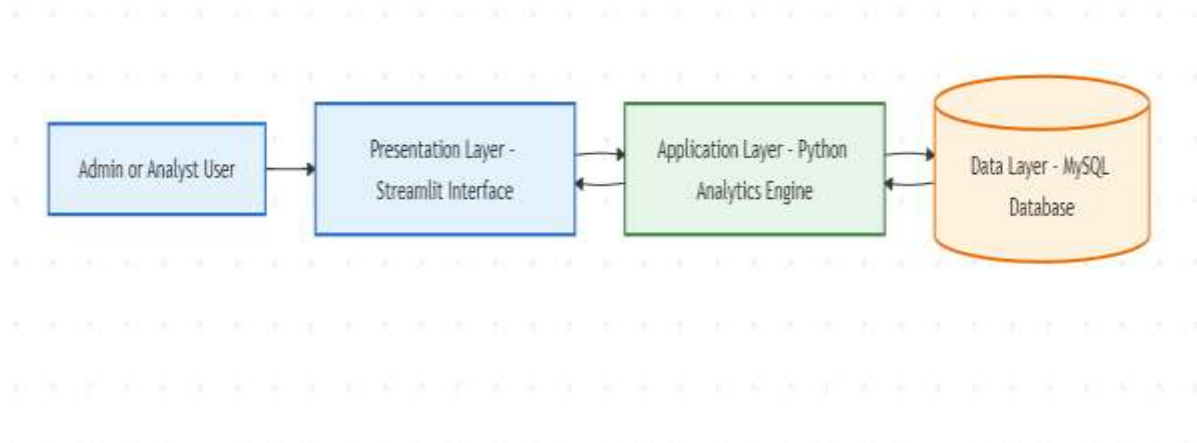 Admin or Analyst User
Presentation Layer -
Streamlit Interface
Application Layer - Python
Analytics Engine
Data Layer - MySQL
Database